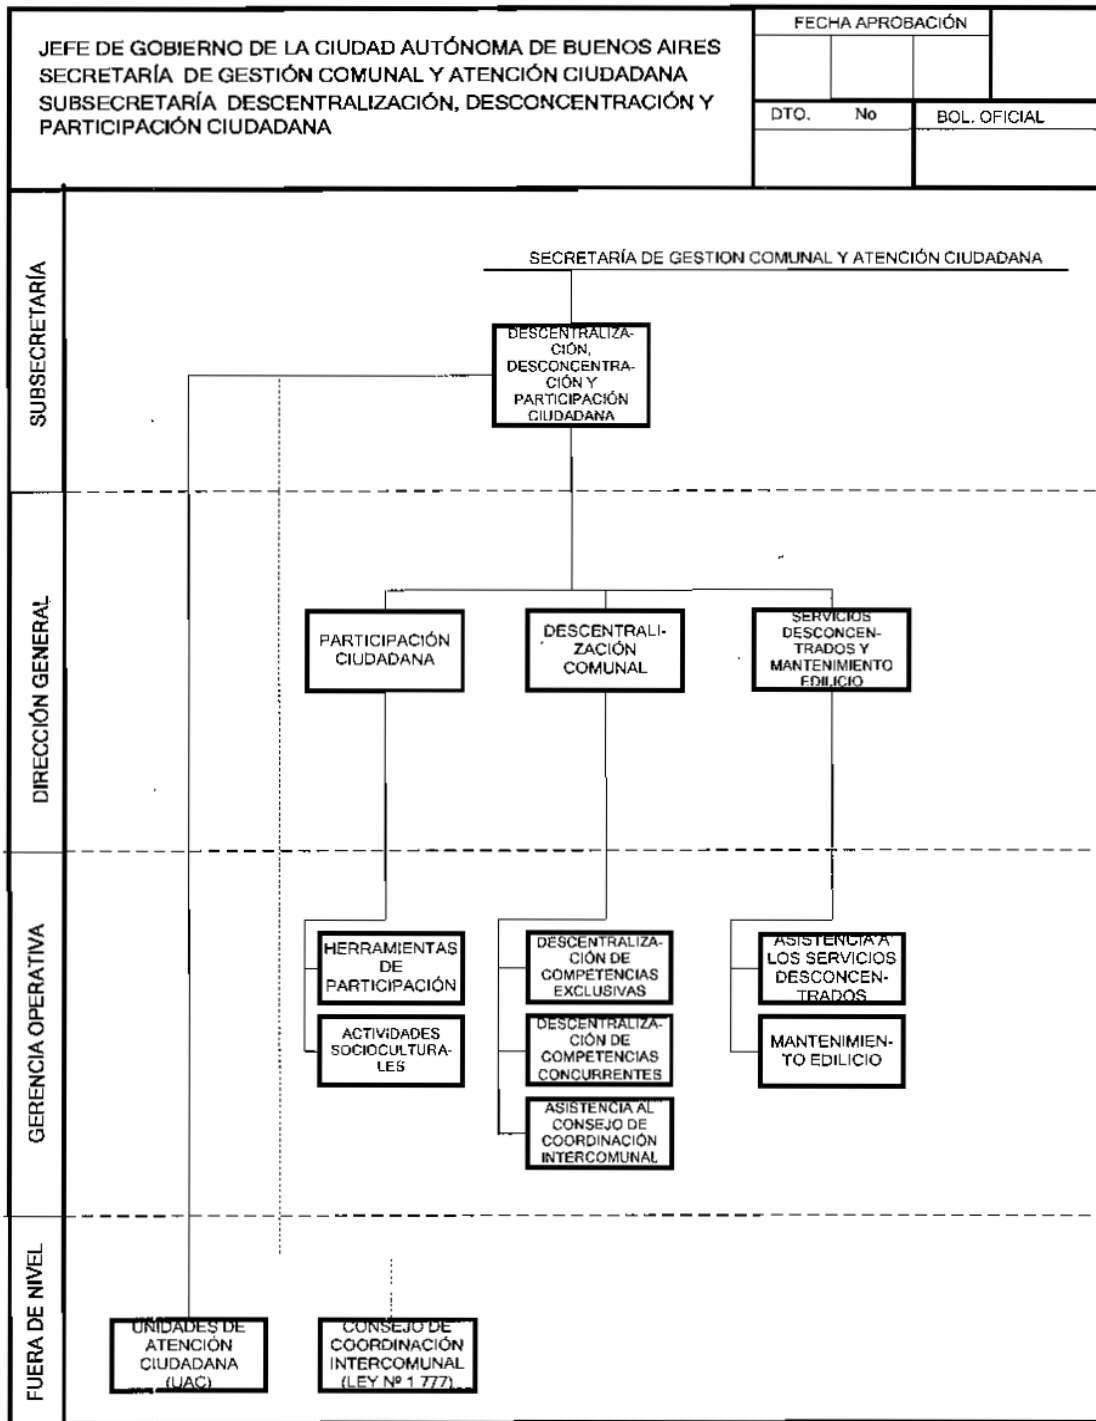 JEFE DE GOBIERNO DE LA CIUDAD AUTÓNOMA DE BUENOS AIRES
SECRETARÍA DE GESTIÓN COMUNAL Y ATENCIÓN CIUDADANA
SUBSECRETARÍA DESCENTRALIZACIÓN, DESCONCENTRACIÓN Y
PARTICIPACIÓN CIUDADANA
FECHA APROBACIÓN
DTO. No
BOL. OFICIAL
SUBSECRETARÍA
SECRETARÍA DE GESTION COMUNAL Y ATENCIÓN CIUDADANA
DESCENTRALIZA-
CIÓN,
DESCONCENTRA-
CIÓN Y
PARTICIPACIÓN
CIUDADANA
DIRECCIÓN GENERAL
PARTICIPACIÓN
CIUDADANA
DESCENTRALI-
ZACIÓN
COMUNAL
SERVICIOS
DESCONCEN-
TRADOS Y
MANTENIMIENTO
EDILICIO
GERENCIA OPERATIVA
HERRAMIENTAS
DE
PARTICIPACIÓN
ACTIVIDADES
SOCIOCULTURA-
LES
DESCENTRALIZA-
CIÓN DE
COMPETENCIAS
EXCLUSIVAS
DESCENTRALIZA-
CIÓN DE
COMPETENCIAS
CONCURRENTES
ASISTENCIA AL
CONSEJO DE
COORDINACIÓN
INTERCOMUNAL
ASISTENCIA A
LOS SERVICIOS
DESCONCEN-
TRADOS
MANTENIMIEN-
TO EDILICIO
FUERA DE NIVEL
UNIDADES DE
ATENCIÓN
CIUDADANA
(UAC)
CONSEJO DE
COORDINACIÓN
INTERCOMUNAL
(LEY Nº 1 777)